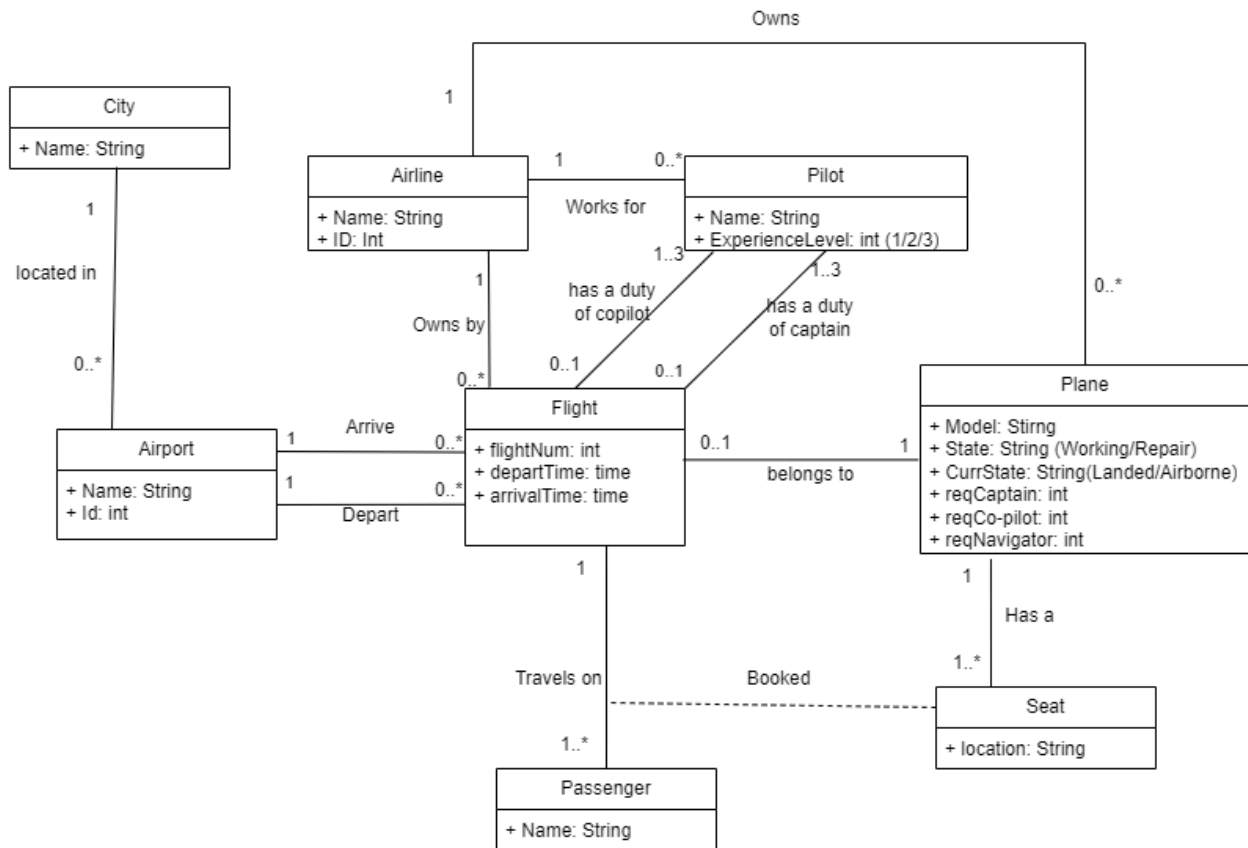 Owns
1
City
+ Name: String
Airline
+ Name: String
+ ID: Int
1
0..*
Works for
Pilot
+ Name: String
+ ExperienceLevel: int (1/2/3)
1
located in
0..*
1
Owns by
0..*
1..3
has a duty
of copilot
0..1
1..3
has a duty
of captain
0..1
0..*
Airport
+ Name: String
+ Id: int
1
Arrive
0..*
1
Depart
0..*
Flight
+ flightNum: int
+ departTime: time
+ arrivalTime: time
0..1
1
belongs to
Plane
+ Model: Stirng
+ State: String (Working/Repair)
+ CurrState: String(Landed/Airborne)
+ reqCaptain: int
+ reqCo-pilot: int
+ reqNavigator: int
1
Travels on
1..*
Booked
1
Has a
1..*
Seat
+ location: String
Passenger
+ Name: String